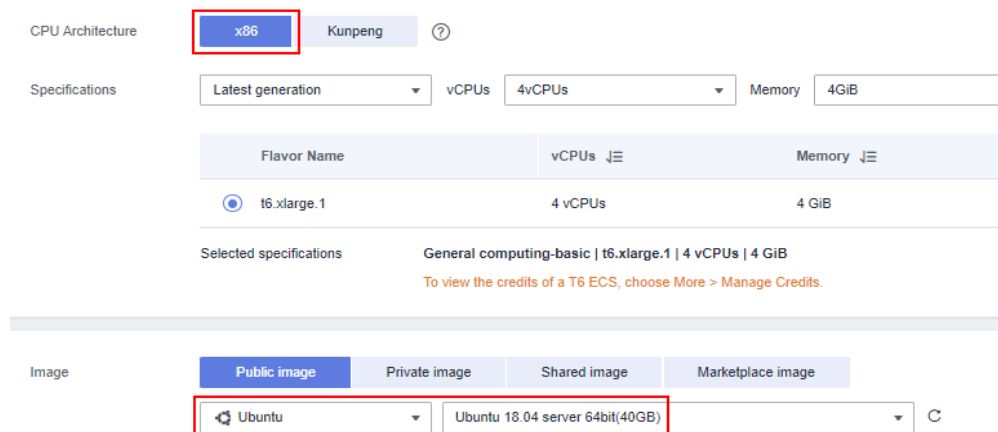 CPU Architecture x86 Kunpeng ?
Specifications Latest generation vCPUs 4vCPUs Memory 4GiB
Flavor Name vCPUs Memory
t6.xlarge.1 4 vCPUs 4 GiB
Selected specifications General computing-basic | t6.xlarge.1 | 4 vCPUs | 4 GiB
To view the credits of a T6 ECS, choose More > Manage Credits.
Image Public image Private image Shared image Marketplace image
Ubuntu Ubuntu 18.04 server 64bit(40GB)